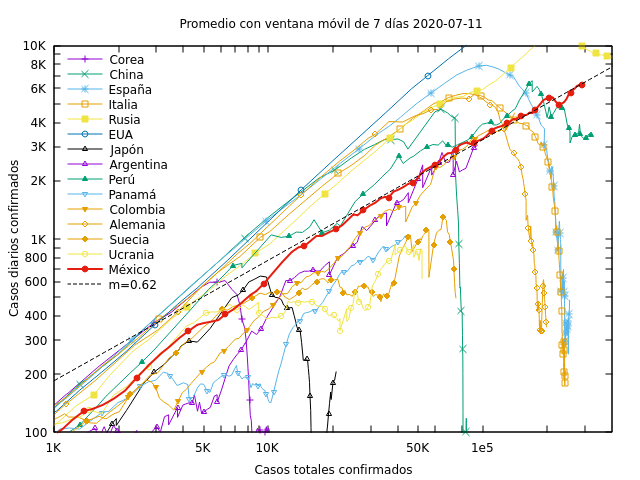 Promedio con ventana móvil de 7 días 2020-07-11
Casos diarios confirmados
10K
8K
6K
4K
3K
2K
1K
800
600
400
300
200
100
Corea
China
España
Italia
Rusia
EUA
Japón
Argentina
Perú
Panamá
Colombia
Alemania
Suecia
Ucrania
México
m=0.62
1K
5K
10K
50K
1e5
Casos totales confirmados